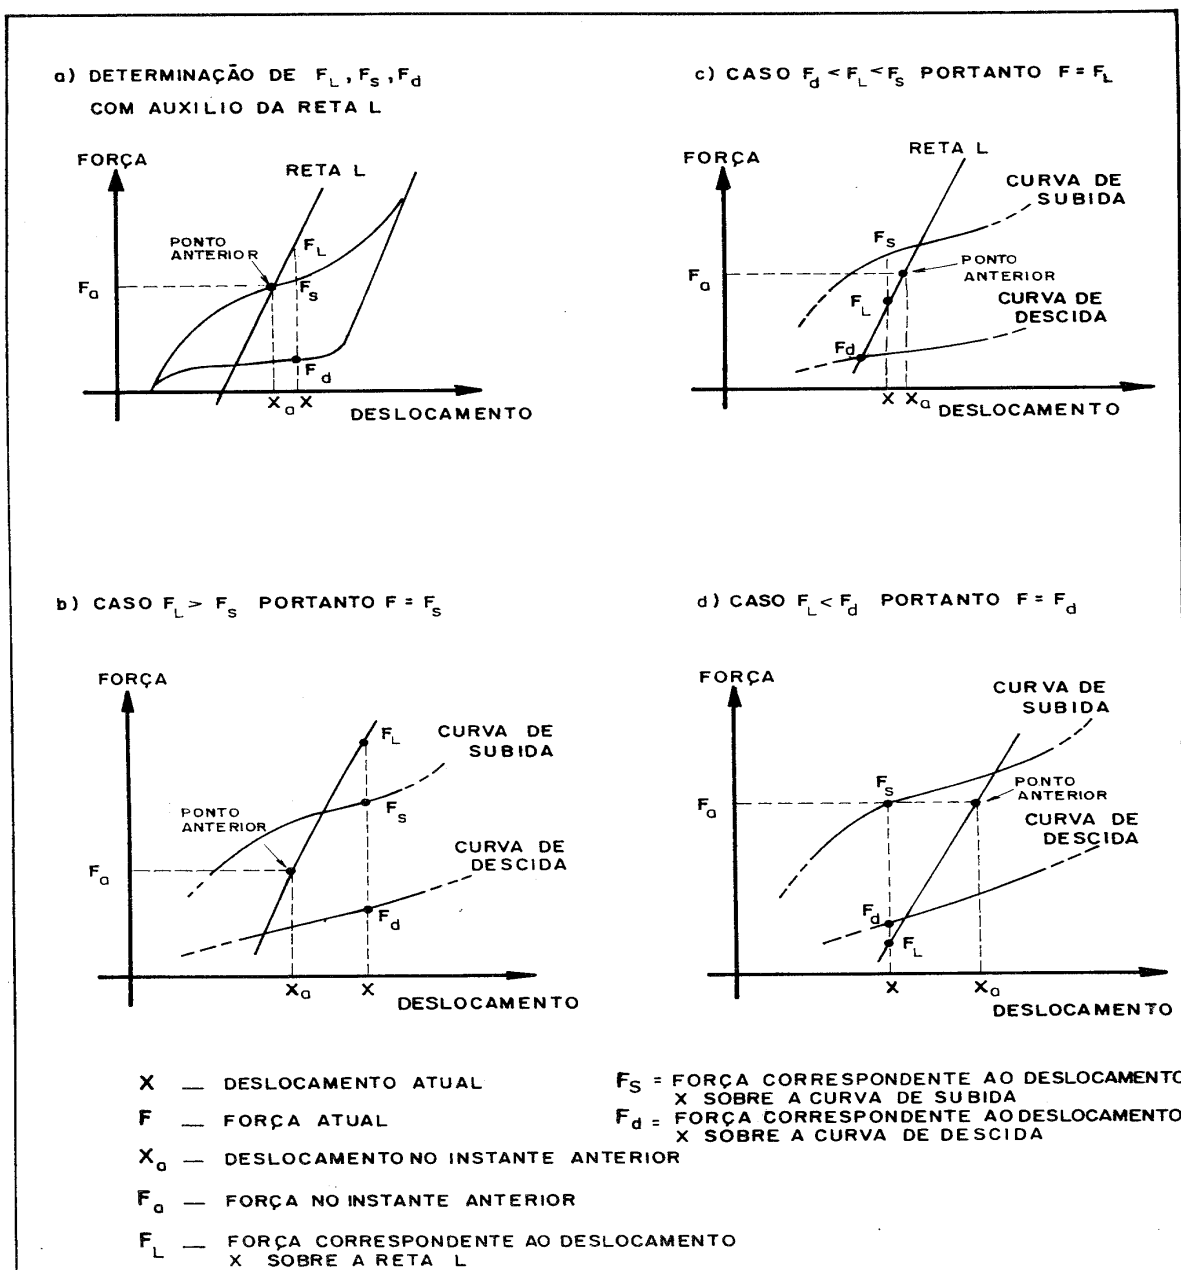 a) DETERMINAÇÃO DE F_L, F_s, F_d
COM AUXILIO DA RETA L
FORÇA
RETA L
PONTO
ANTERIOR
F_L
F_a
F_s
F_d
X_a X
DESLOCAMENTO
c) CASO F_d < F_L < F_s PORTANTO F = F_L
FORÇA
RETA L
CURVA DE
SUBIDA
F_s
PONTO
ANTERIOR
F_a
F_L
CURVA DE
DESCIDA
F_d
X X_a DESLOCAMENTO
b) CASO F_L > F_s PORTANTO F = F_s
FORÇA
F_L
CURVA DE
SUBIDA
PONTO
ANTERIOR
F_s
F_a
CURVA DE
DESCIDA
F_d
X_a X
DESLOCAMENTO
d) CASO F_L < F_d PORTANTO F = F_d
FORÇA
CURVA DE
SUBIDA
F_s
PONTO
ANTERIOR
F_a
CURVA DE
DESCIDA
F_d
F_L
X X_a
DESLOCAMENTO
X — DESLOCAMENTO ATUAL
F — FORÇA ATUAL
X_a — DESLOCAMENTO NO INSTANTE ANTERIOR
F_a — FORÇA NO INSTANTE ANTERIOR
F_L — FORÇA CORRESPONDENTE AO DESLOCAMENTO
X SOBRE A RETA L
F_S = FORÇA CORRESPONDENTE AO DESLOCAMENTO
X SOBRE A CURVA DE SUBIDA
F_d = FORÇA CORRESPONDENTE AO DESLOCAMENTO
X SOBRE A CURVA DE DESCIDA